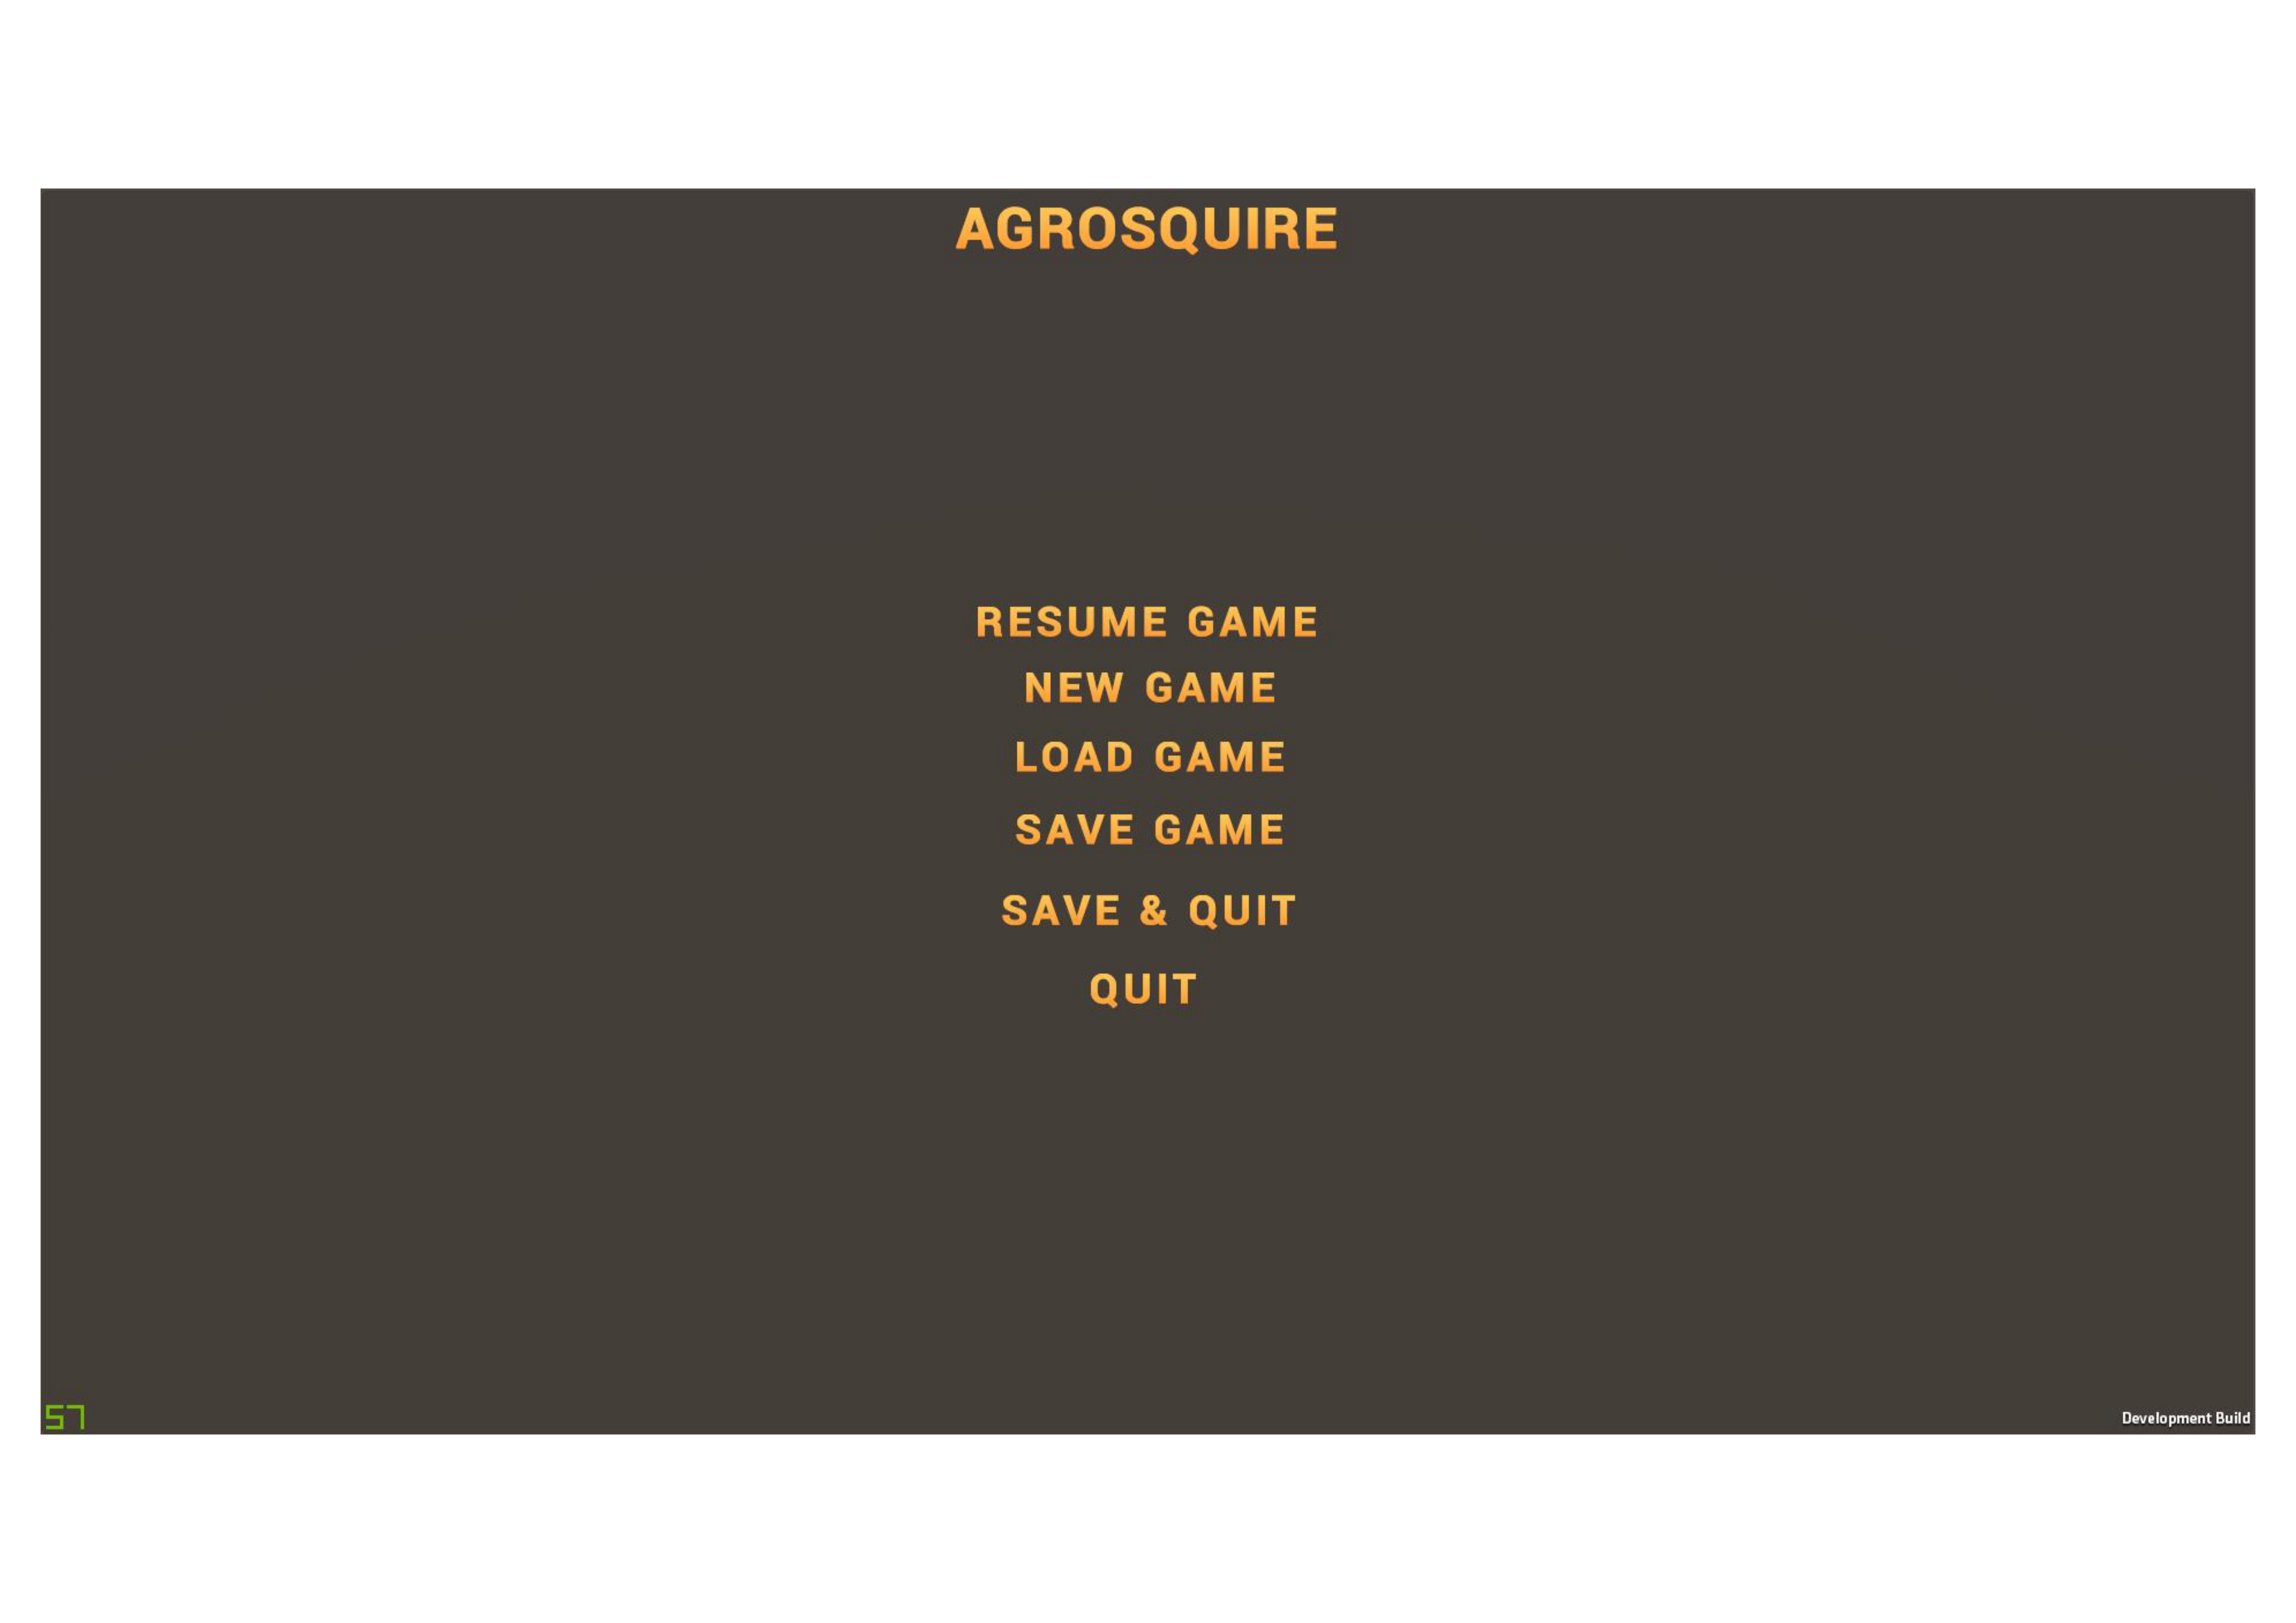 AGROSQUIRE
RESUME GAME
NEW GAME
LOAD GAME
SAVE GAME
SAVE & QUIT
QUIT
57
Development Build